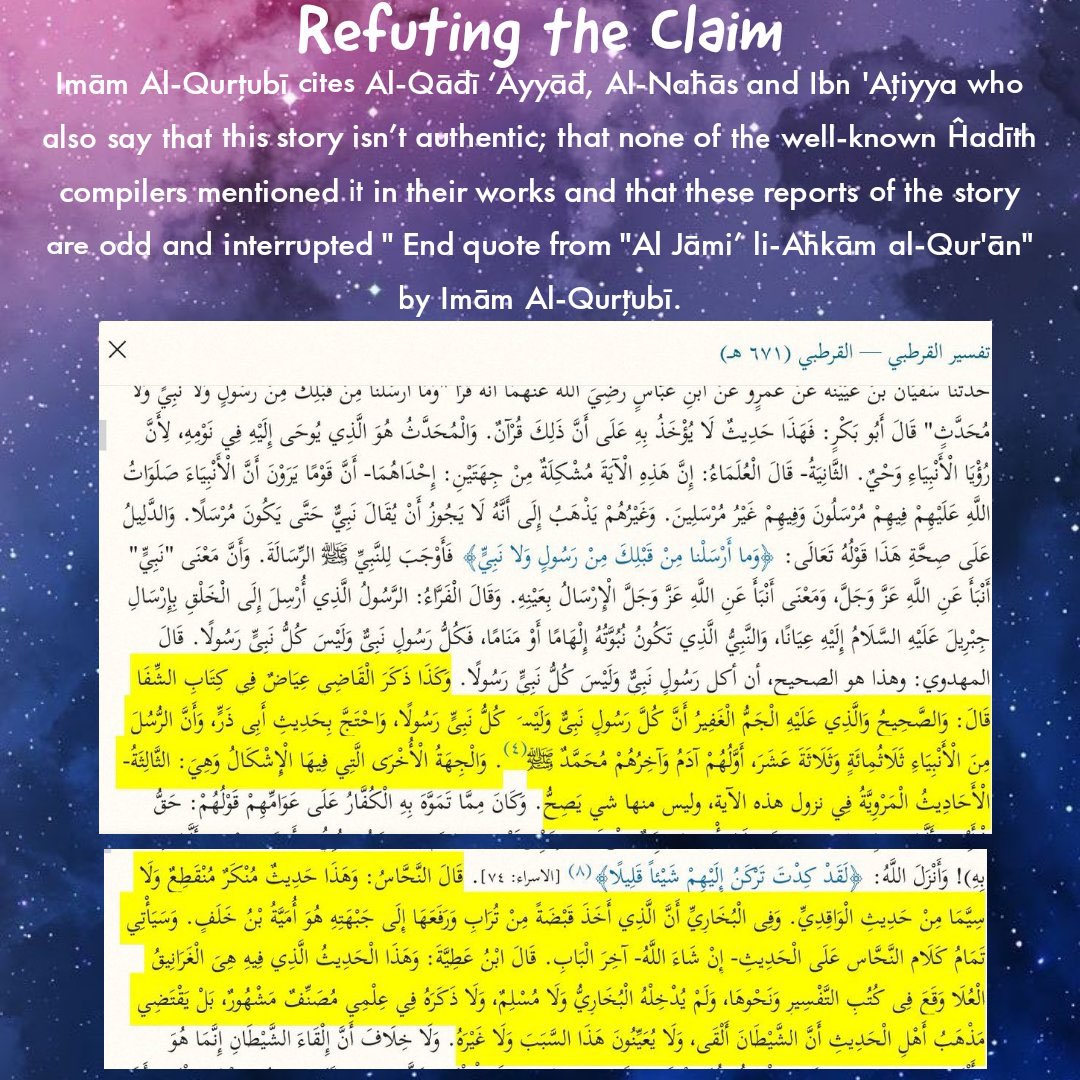 Refuting the Claim
Imām Al-Qurṭubī cites Al-Qāđī ‘Ayyāđ, Al-Naħās and Ibn 'Aṭiyya who
also say that this story isn’t authentic; that none of the well-known Ĥadīth
compilers mentioned it in their works and that these reports of the story
are odd and interrupted " End quote from "Al Jāmi’ li-Aħkām al-Qur'ān"
by Imām Al-Qurṭubī.
تفسير القرطبي — القرطبي (٦٧١ هـ)
حدثنا سفيان بن عيينة عن عمرو عن ابن عباس رضي الله عنهما أنه قرأ "وما أرسلنا من قبلك من رسول ولا نبي ولا
مُحَدَّثٍ" قَالَ أَبُو بَكْرٍ: فَهَذَا حَدِيثٌ لَا يُؤْخَذُ بِهِ عَلَى أَنَّ ذَلِكَ قُرْآنٌ. وَالْمُحَدَّثُ هُوَ الَّذِي يُوحَى إِلَيْهِ فِي نَوْمِهِ، لِأَنَّ
رُؤْيَا الْأَنْبِيَاءِ وَحْيٌ. الثَّانِيَةُ- قَالَ الْعُلَمَاءُ: إِنَّ هَذِهِ الْآيَةَ مُشْكِلَةٌ مِنْ جِهَتَيْنِ: إِحْدَاهُمَا- أَنَّ قَوْمًا يَرَوْنَ أَنَّ الْأَنْبِيَاءَ صَلَوَاتُ
اللَّهِ عَلَيْهِمْ فِيهِمْ مُرْسَلُونَ وَفِيهِمْ غَيْرُ مُرْسَلِينَ. وَغَيْرُهُمْ يَذْهَبُ إِلَى أَنَّهُ لَا يَجُوزُ أَنْ يُقَالَ نَبِيٌّ حَتَّى يَكُونَ مُرْسَلًا. وَالدَّلِيلُ
عَلَى صِحَّةِ هَذَا قَوْلُهُ تَعَالَى: ﴿وَما أَرْسَلْنا مِنْ قَبْلِكَ مِنْ رَسُولٍ وَلا نَبِيٍّ﴾ فَأَوْجَبَ لِلنَّبِيِّ ﷺ الرِّسَالَةَ. وَأَنَّ مَعْنَى "نَبِيٍّ"
أَنْبَأَ عَنِ اللَّهِ عَزَّ وَجَلَّ، وَمَعْنَى أَنْبَأَ عَنِ اللَّهِ عَزَّ وَجَلَّ الْإِرْسَالُ بِعَيْنِهِ. وَقَالَ الْفَرَّاءُ: الرَّسُولُ الَّذِي أُرْسِلَ إِلَى الْخَلْقِ بِإِرْسَالِ
جِبْرِيلَ عَلَيْهِ السَّلَامُ إِلَيْهِ عِيَانًا، وَالنَّبِيُّ الَّذِي تَكُونُ نُبُوَّتُهُ إِلْهَامًا أَوْ مَنَامًا، فَكُلُّ رَسُولٍ نَبِيٌّ وَلَيْسَ كُلُّ نَبِيٍّ رَسُولًا. قالَ
المهدوي: وهذا هو الصحيح، أن أكل رَسُولٍ نَبِيٌّ وَلَيْسَ كُلُّ نَبِيٍّ رَسُولًا. وَكَذَا ذَكَرَ الْقَاضِي عِيَاضٌ فِي كِتَابِ الشِّفَا
قَالَ: وَالصَّحِيحُ وَالَّذِي عَلَيْهِ الْجَمُّ الْغَفِيرُ أَنَّ كُلَّ رَسُولٍ نَبِيٌّ وَلَيْسَ كُلُّ نَبِيٍّ رَسُولًا، وَاحْتَجَّ بِحَدِيثِ أَبِي ذَرٍّ، وَأَنَّ الرُّسُلَ
مِنَ الْأَنْبِيَاءِ ثَلَاثُمِائَةٍ وَثَلَاثَةَ عَشَرَ، أَوَّلُهُمْ آدَمُ وَآخِرُهُمْ مُحَمَّدٌ ﷺ(٤). وَالْجِهَةُ الْأُخْرَى الَّتِي فِيهَا الْإِشْكَالُ وَهِيَ: الثَّالِثَةُ-
الْأَحَادِيثُ الْمَرْوِيَّةُ فِي نزول هذه الآية، وليس منها شي يَصِحُّ. وَكَانَ مِمَّا تَمَوَّهَ بِهِ الْكُفَّارُ عَلَى عَوَامِّهِمْ قَوْلُهُمْ: حَقُّ
بِهِ)! وَأَنْزَلَ اللَّهُ: ﴿لَقَدْ كِدْتَ تَرْكَنُ إِلَيْهِمْ شَيْئاً قَلِيلًا﴾(٨) [الاسراء: ٧٤]. قَالَ النَّحَّاسُ: وَهَذَا حَدِيثٌ مُنْكَرٌ مُنْقَطِعٌ وَلَا
سِيَّمَا مِنْ حَدِيثِ الْوَاقِدِيِّ. وَفِي الْبُخَارِيِّ أَنَّ الَّذِي أَخَذَ قَبْضَةً مِنْ تُرَابٍ وَرَفَعَهَا إِلَى جَبْهَتِهِ هُوَ أُمَيَّةُ بْنُ خَلَفٍ. وَسَيَأْتِي
تَمَامُ كَلَامِ النَّحَّاسِ عَلَى الْحَدِيثِ- إِنْ شَاءَ اللَّهُ- آخِرَ الْبَابِ. قَالَ ابْنُ عَطِيَّةَ: وَهَذَا الْحَدِيثُ الَّذِي فِيهِ هِيَ الْغَرَانِيقُ
الْعُلَا وَقَعَ فِي كُتُبِ التَّفْسِيرِ وَنَحْوِهَا، وَلَمْ يُدْخِلْهُ الْبُخَارِيُّ وَلَا مُسْلِمٌ، وَلَا ذَكَرَهُ فِي عِلْمِي مُصَنِّفٌ مَشْهُورٌ، بَلْ يَقْتَضِي
مَذْهَبُ أَهْلِ الْحَدِيثِ أَنَّ الشَّيْطَانَ أَلْقَى، وَلَا يُعَيِّنُونَ هَذَا السَّبَبَ وَلَا غَيْرَهُ. وَلَا خِلَافَ أَنَّ إِلْقَاءَ الشَّيْطَانِ إِنَّمَا هُوَ